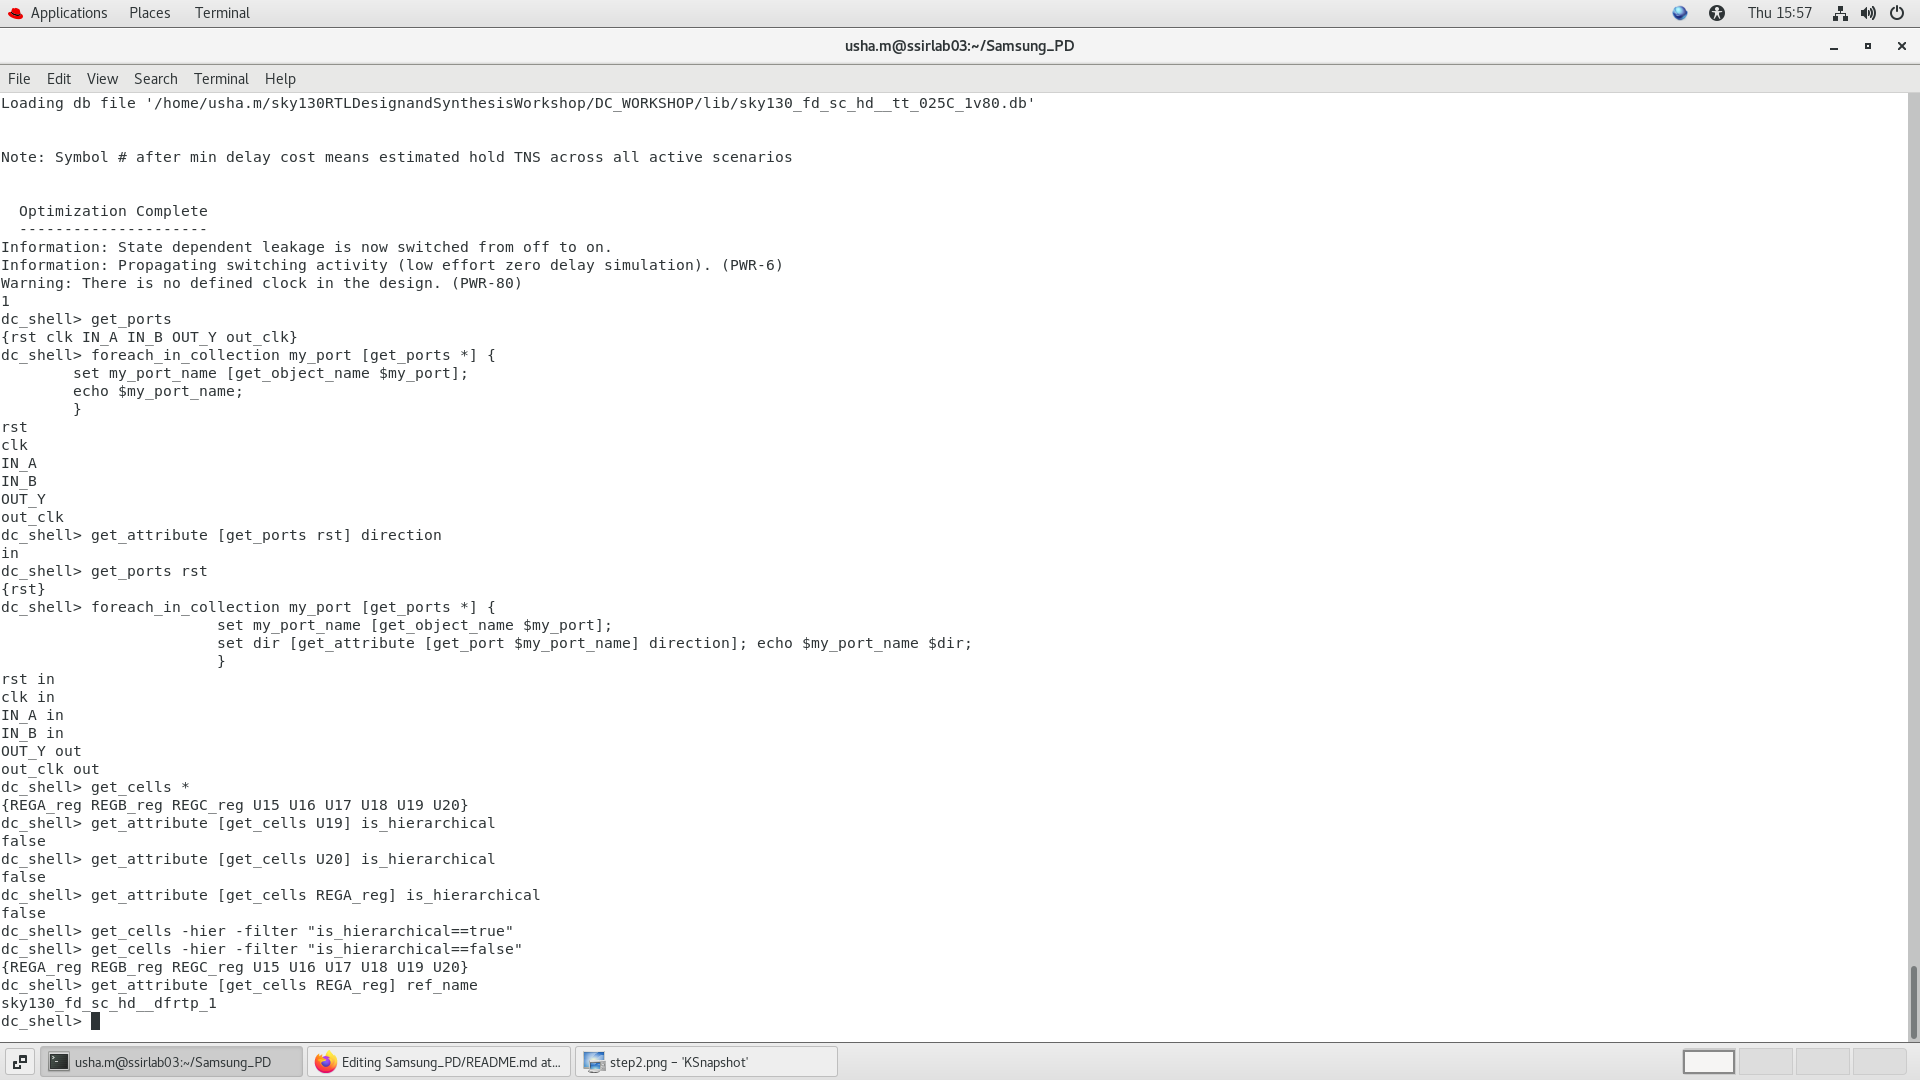 Applications Places Terminal Thu 15:57
usha.m@ssirlab03:~/Samsung_PD
File Edit View Search Terminal Help
Loading db file '/home/usha.m/sky130RTLDesignandSynthesisWorkshop/DC_WORKSHOP/lib/sky130_fd_sc_hd__tt_025C_1v80.db'
Note: Symbol # after min delay cost means estimated hold TNS across all active scenarios
  Optimization Complete
  ---------------------
Information: State dependent leakage is now switched from off to on.
Information: Propagating switching activity (low effort zero delay simulation). (PWR-6)
Warning: There is no defined clock in the design. (PWR-80)
1
dc_shell> get_ports
{rst clk IN_A IN_B OUT_Y out_clk}
dc_shell> foreach_in_collection my_port [get_ports *] {
        set my_port_name [get_object_name $my_port];
        echo $my_port_name;
        }
rst
clk
IN_A
IN_B
OUT_Y
out_clk
dc_shell> get_attribute [get_ports rst] direction
in
dc_shell> get_ports rst
{rst}
dc_shell> foreach_in_collection my_port [get_ports *] {
                        set my_port_name [get_object_name $my_port];
                        set dir [get_attribute [get_port $my_port_name] direction]; echo $my_port_name $dir;
                        }
rst in
clk in
IN_A in
IN_B in
OUT_Y out
out_clk out
dc_shell> get_cells *
{REGA_reg REGB_reg REGC_reg U15 U16 U17 U18 U19 U20}
dc_shell> get_attribute [get_cells U19] is_hierarchical
false
dc_shell> get_attribute [get_cells U20] is_hierarchical
false
dc_shell> get_attribute [get_cells REGA_reg] is_hierarchical
false
dc_shell> get_cells -hier -filter "is_hierarchical==true"
dc_shell> get_cells -hier -filter "is_hierarchical==false"
{REGA_reg REGB_reg REGC_reg U15 U16 U17 U18 U19 U20}
dc_shell> get_attribute [get_cells REGA_reg] ref_name
sky130_fd_sc_hd__dfrtp_1
dc_shell>
usha.m@ssirlab03:~/Samsung_PD Editing Samsung_PD/README.md at... step2.png – 'KSnapshot'